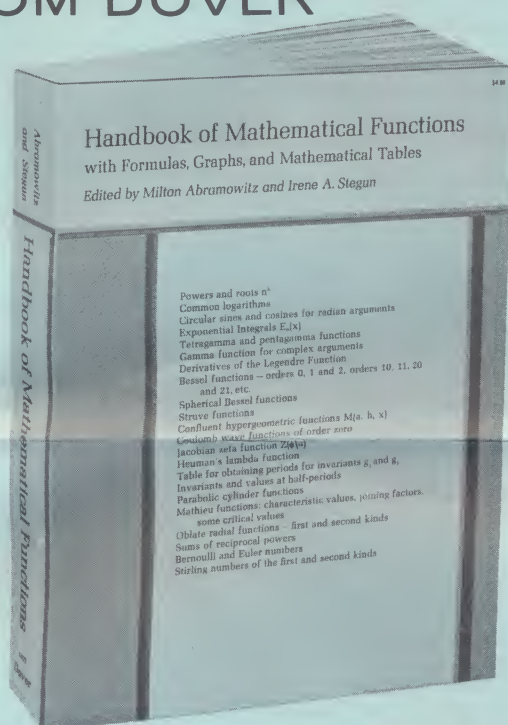 OM DOVER
Handbook of Mathematical Functions
with Formulas, Graphs, and Mathematical Tables
Edited by Milton Abramowitz and Irene A. Stegun
Abramowitz
and Stegun
Handbook of Mathematical Functions
Dover
Powers and roots nᵏ
Common logarithms
Circular sines and cosines for radian arguments
Exponential Integrals Eₙ(x)
Tetragamma and pentagamma functions
Gamma function for complex arguments
Derivatives of the Legendre Function
Bessel functions – orders 0, 1 and 2, orders 10, 11, 20
and 21, etc.
Spherical Bessel functions
Struve functions
Confluent hypergeometric functions M(a, b, x)
Coulomb wave functions of order zero
Jacobian zeta function
Heuman's lambda function
Table for obtaining periods for invariants g₂ and g₃
Invariants and values at half-periods
Parabolic cylinder functions
Mathieu functions: characteristic values, joining factors,
some critical values
Oblate radial functions – first and second kinds
Sums of reciprocal powers
Bernoulli and Euler numbers
Stirling numbers of the first and second kinds